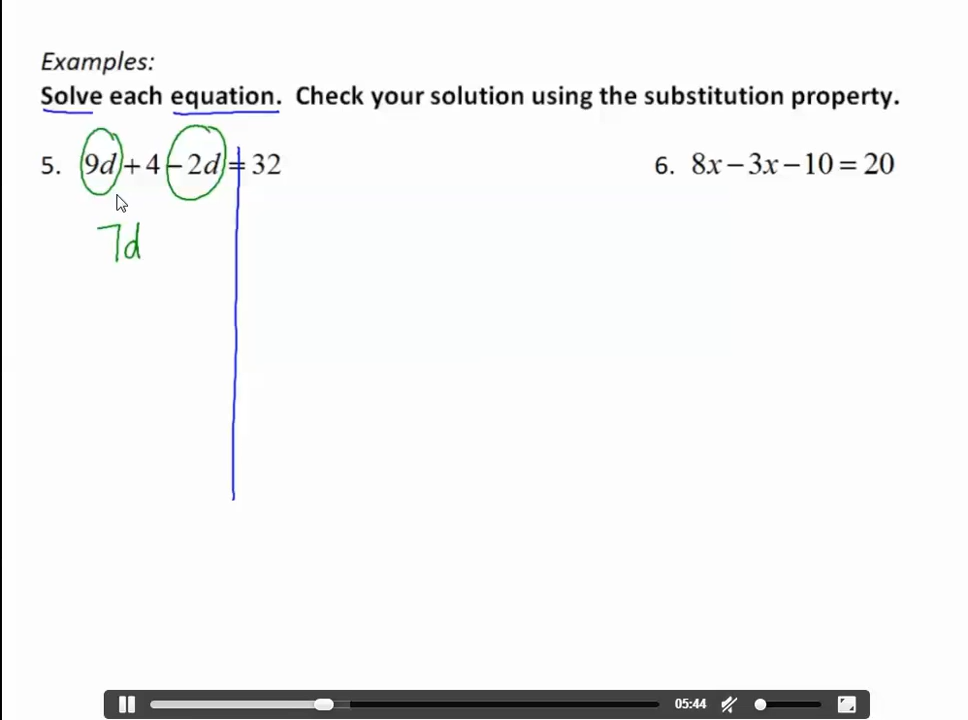 Examples:
Solve each equation. Check your solution using the substitution property.
5. 9d + 4 − 2d = 32
6. 8x − 3x − 10 = 20
7d
05:44